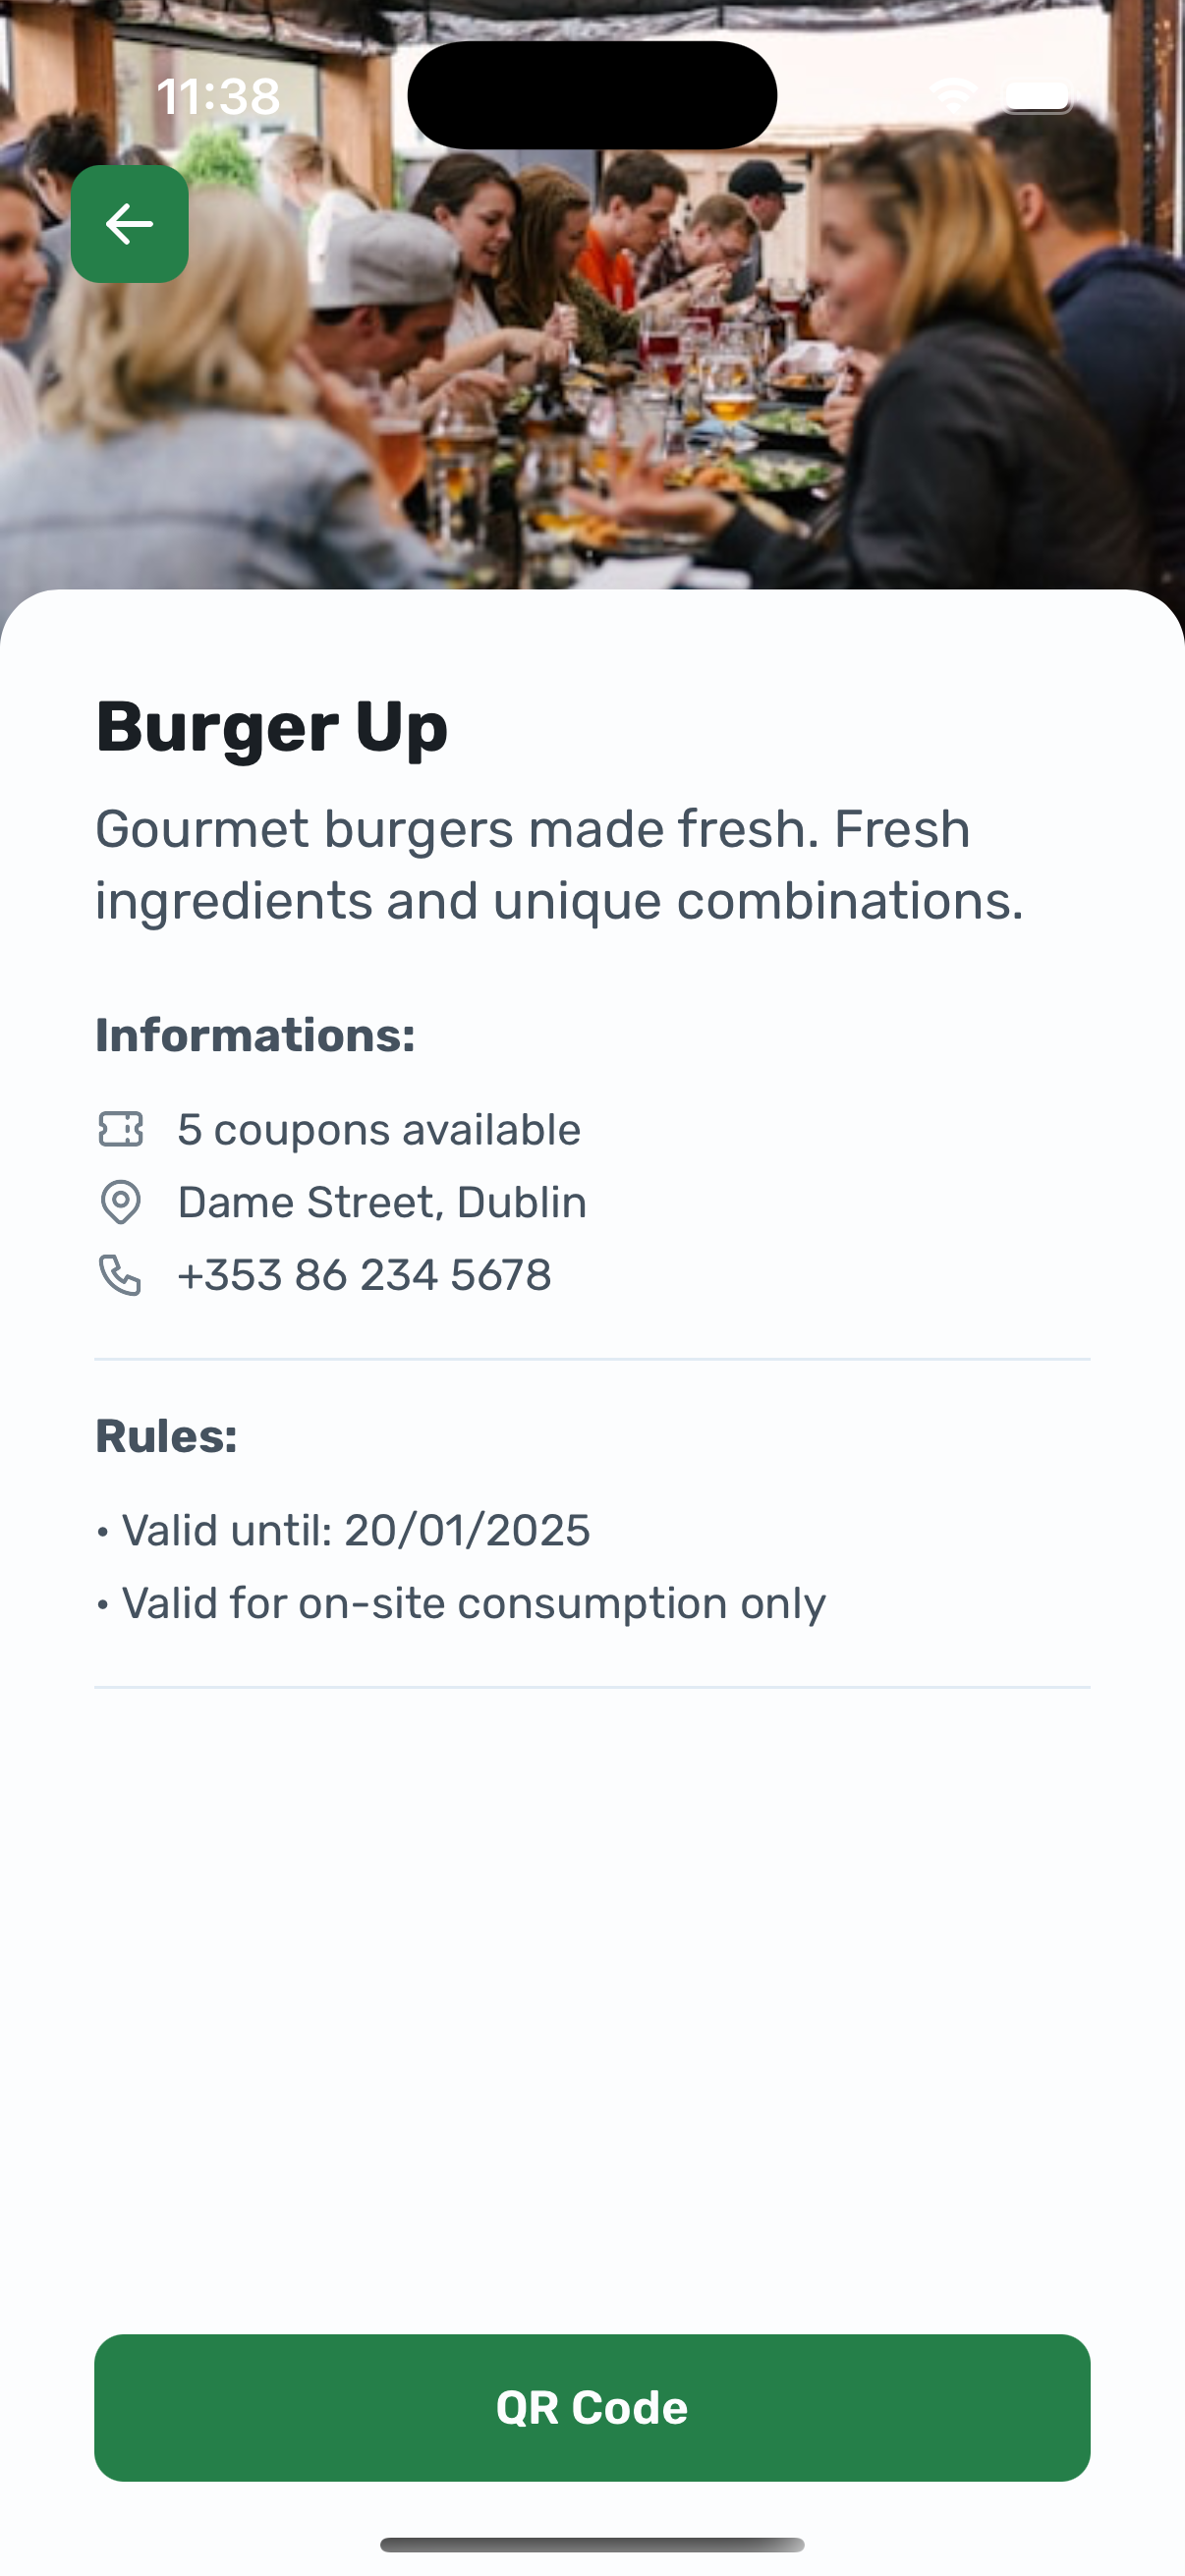 11:38
Burger Up
Gourmet burgers made fresh. Fresh
ingredients and unique combinations.
Informations:
5 coupons available
Dame Street, Dublin
+353 86 234 5678
Rules:
• Valid until: 20/01/2025
• Valid for on-site consumption only
QR Code